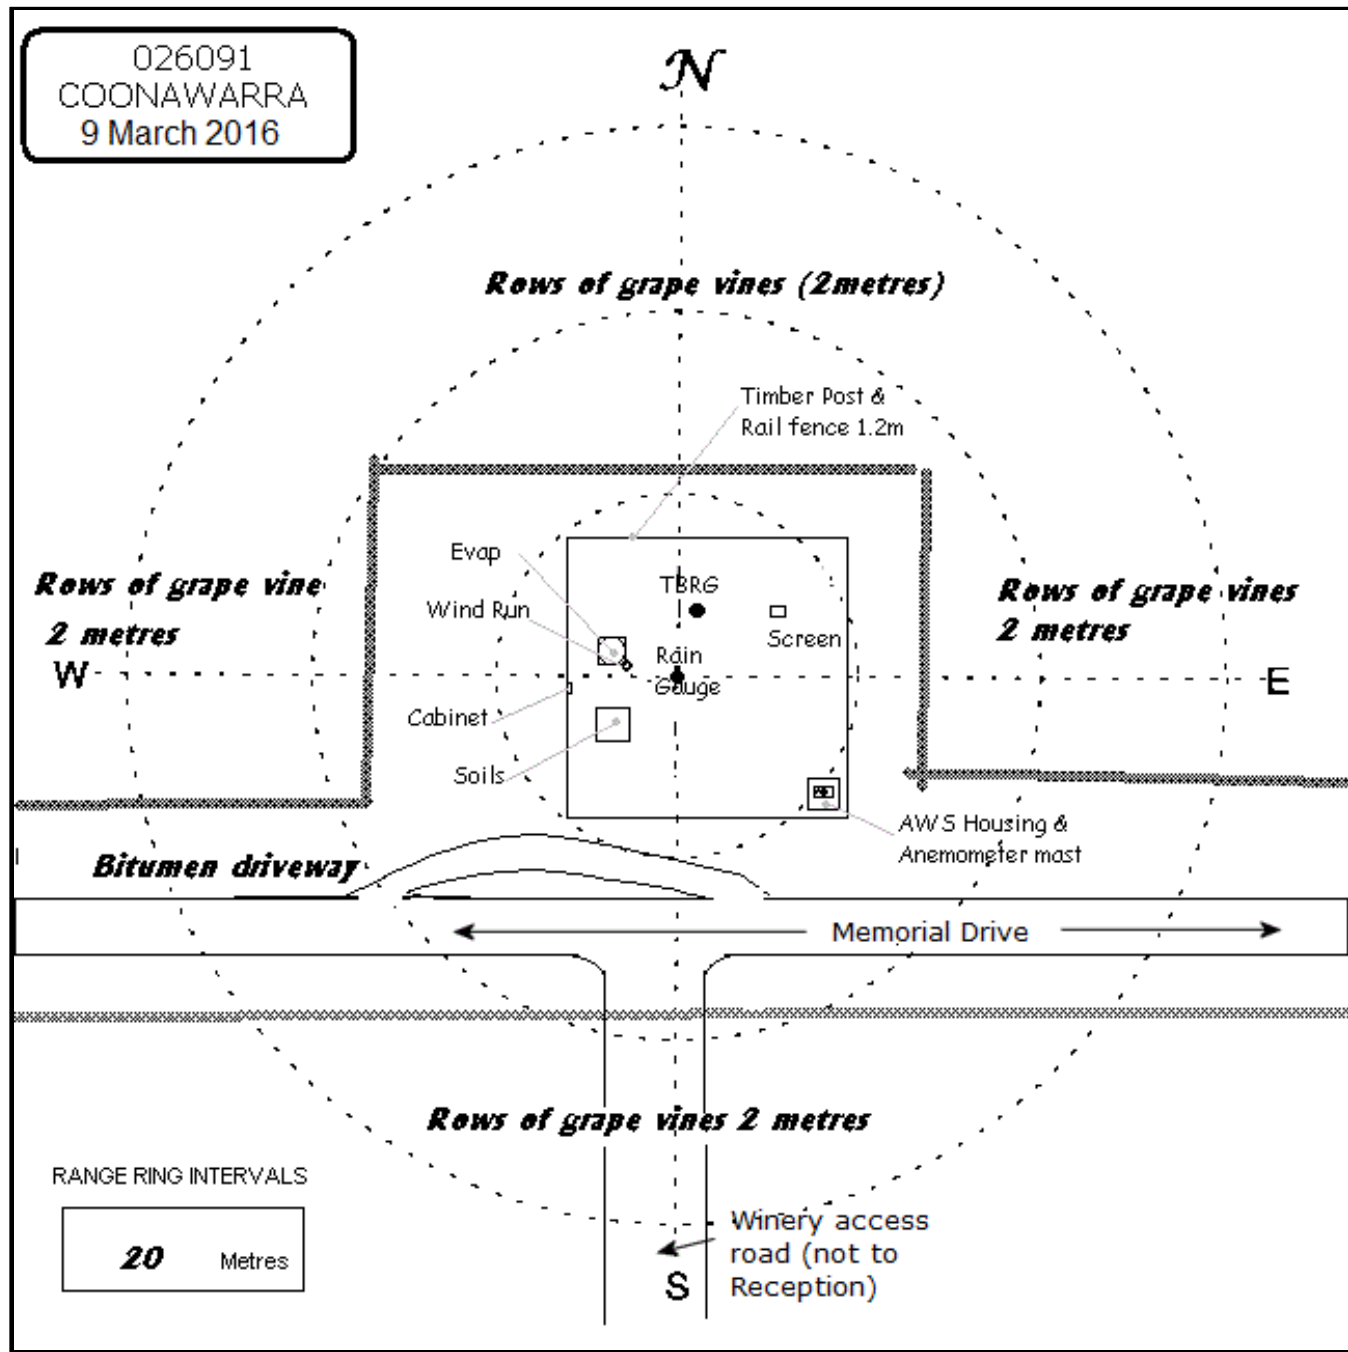 026091
COONAWARRA
9 March 2016
N
Rows of grape vines (2metres)
Timber Post &
Rail fence 1.2m
Evap
Wind Run
TBRG
Screen
Rain
Gauge
Rows of grape vine
2 metres
Rows of grape vines
2 metres
W
E
Cabinet
Soils
AWS Housing &
Anemometer mast
Bitumen driveway
Memorial Drive
Rows of grape vines 2 metres
RANGE RING INTERVALS
20 Metres
Winery access
road (not to
Reception)
S